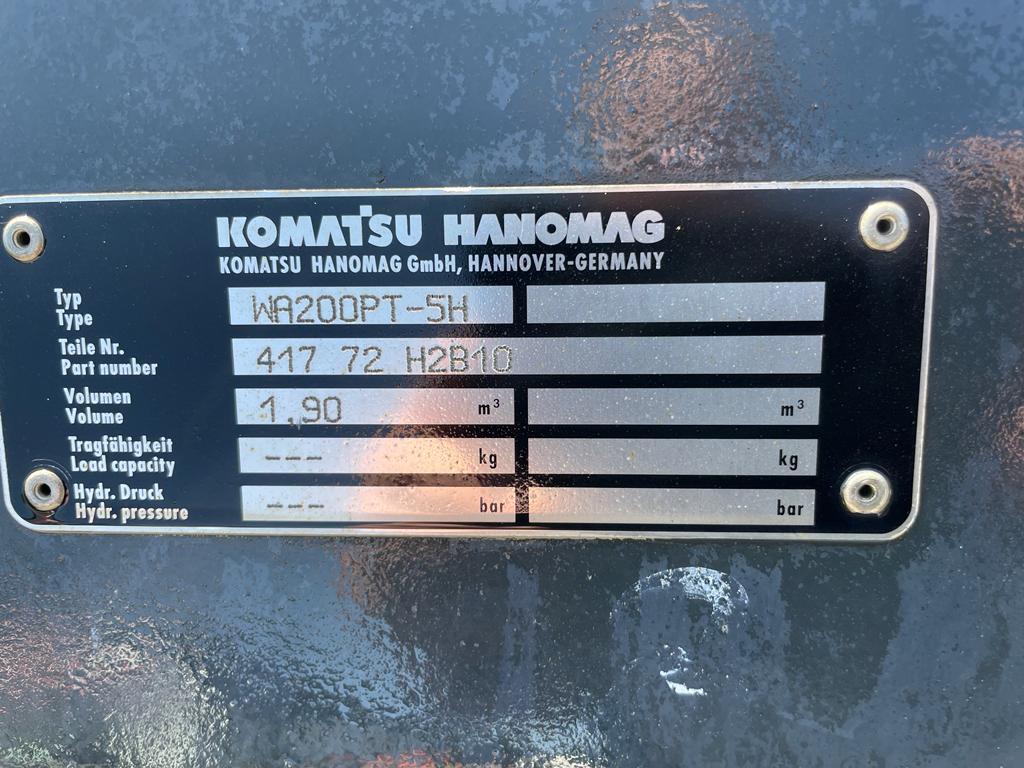 KOMATSU HANOMAG
KOMATSU HANOMAG GmbH, HANNOVER-GERMANY
Typ
Type
WA200PT-5H
Teile Nr.
Part number
417 72 H2B10
Volumen
Volume
1,90 m³ m³
Tragfähigkeit
Load capacity
--- kg kg
Hydr. Druck
Hydr. pressure
--- bar bar